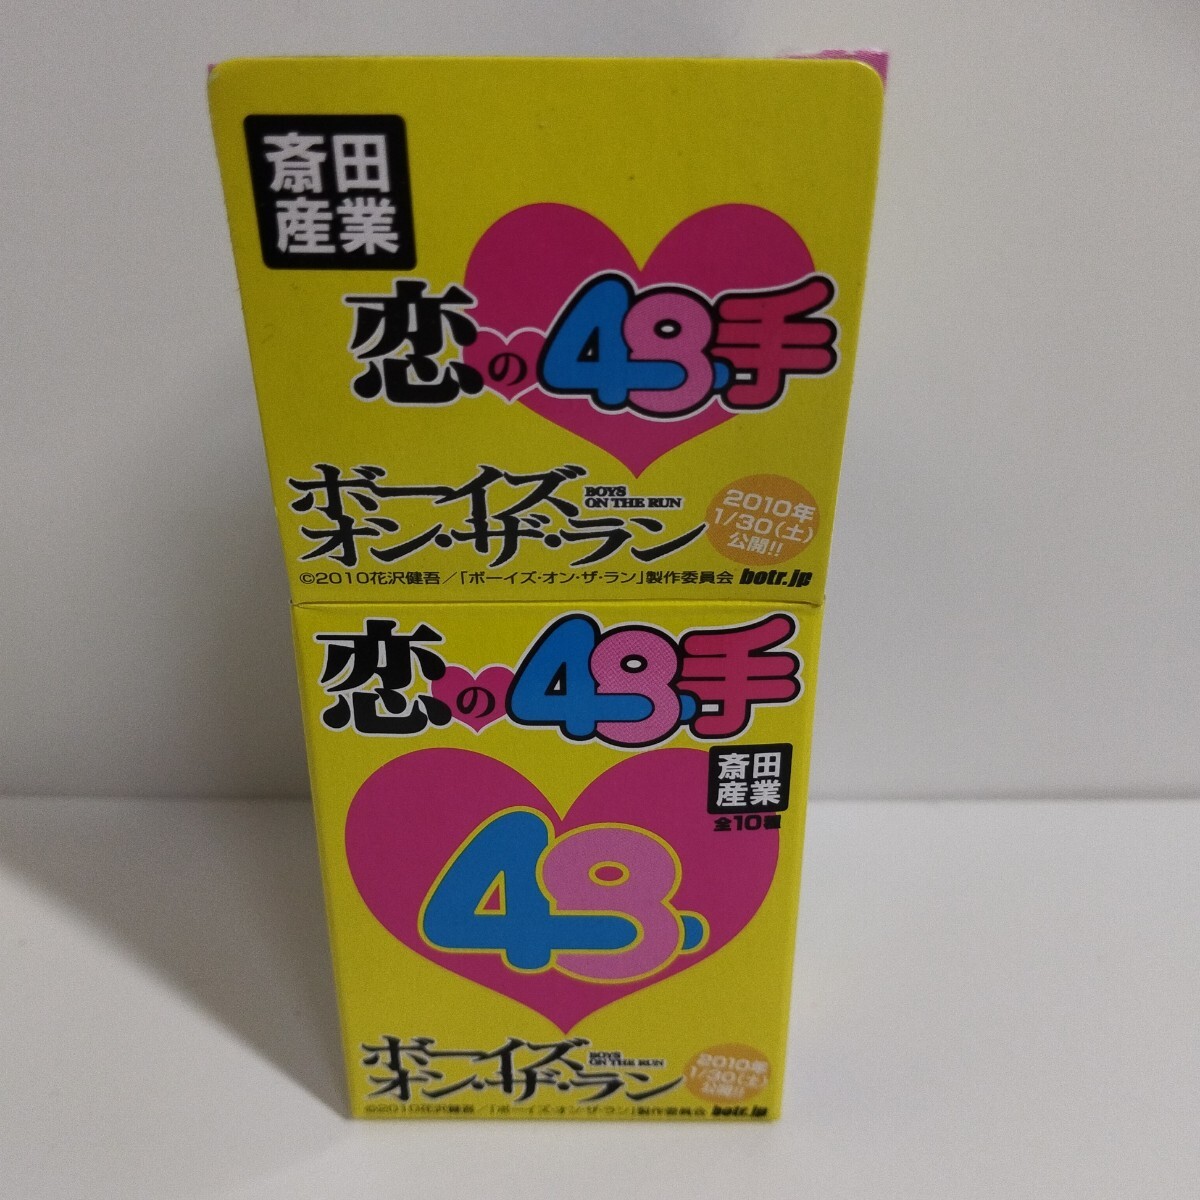 斎田
産業
恋の48手
ボーイズ
オン・ザ・ラン
BOYS
ON THE RUN
2010年
1/30(土)
公開!!
©2010花沢健吾／「ボーイズ・オン・ザ・ラン」製作委員会 botr.jp
恋の48手
斎田
産業
全10種
48
ボーイズ
オン・ザ・ラン
BOYS
ON THE RUN
2010年
1/30(土)
公開!!
botr.jp